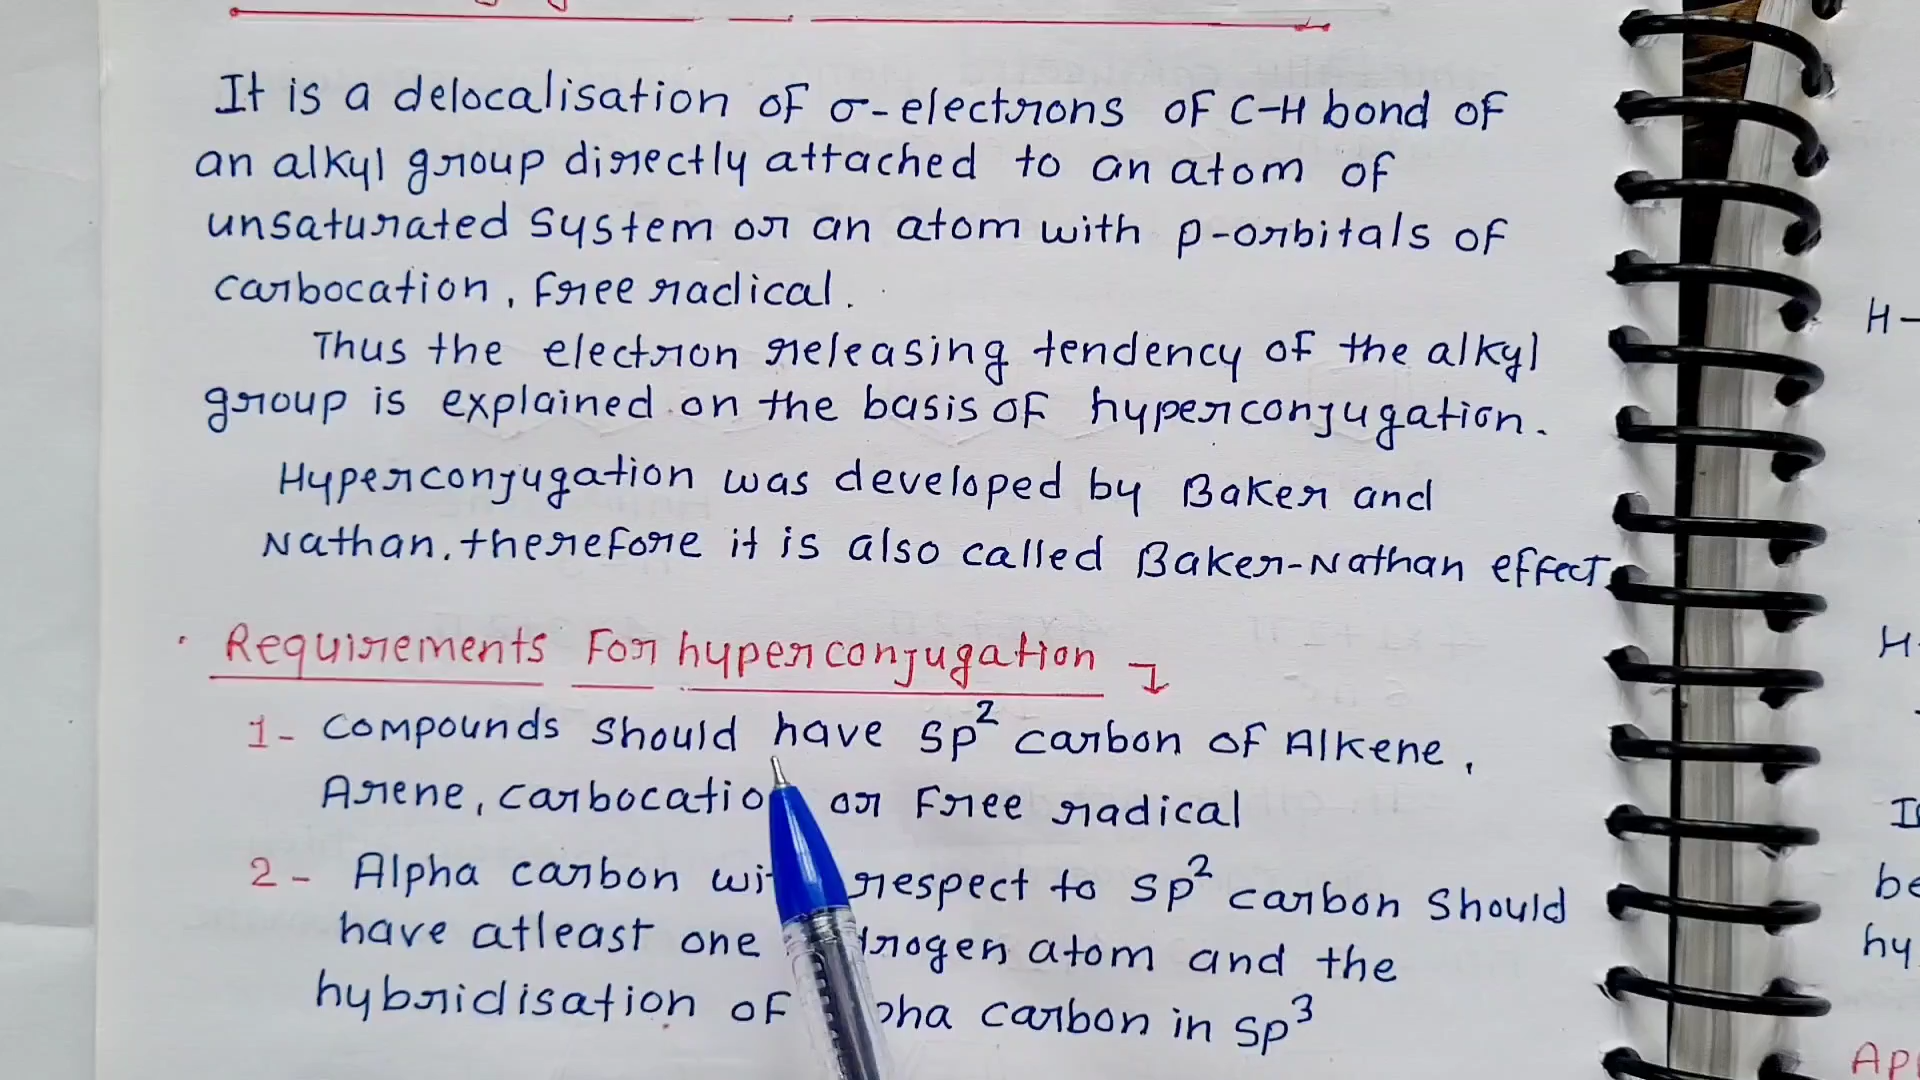 It is a delocalisation of σ-electrons of C-H bond of
an alkyl group directly attached to an atom of
unsaturated system or an atom with p-orbitals of
carbocation, free radical.
Thus the electron releasing tendency of the alkyl
group is explained on the basis of hyperconjugation.
Hyperconjugation was developed by Baker and
Nathan. therefore it is also called Baker-Nathan effect.
· Requirements For hyperconjugation
1- Compounds should have Sp² carbon of Alkene,
Arene, carbocatio or Free radical
2- Alpha carbon wi respect to Sp² carbon should
have atleast one drogen atom and the
hybridisation of pha carbon in Sp³
H-
H-
I
be
hy
Ap